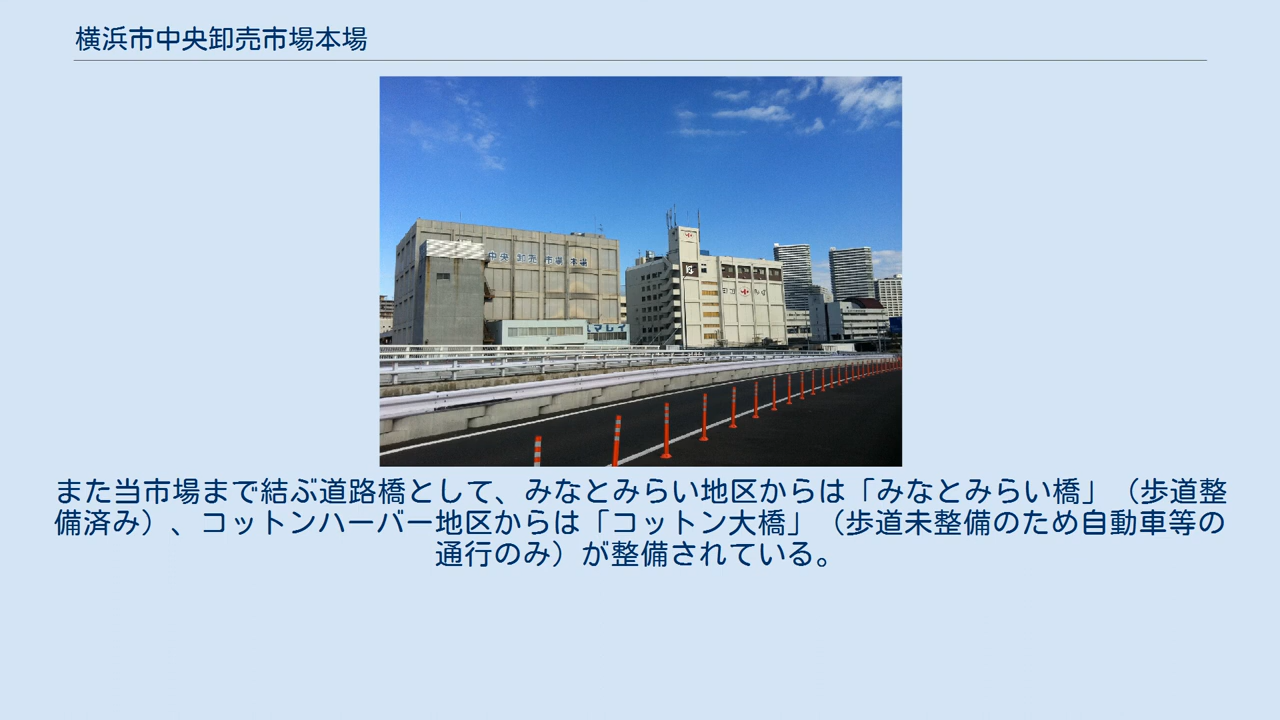 横浜市中央卸売市場本場
中央卸売市場本場
マレイ
また当市場まで結ぶ道路橋として、みなとみらい地区からは「みなとみらい橋」（歩道整
備済み）、コットンハーバー地区からは「コットン大橋」（歩道未整備のため自動車等の
通行のみ）が整備されている。